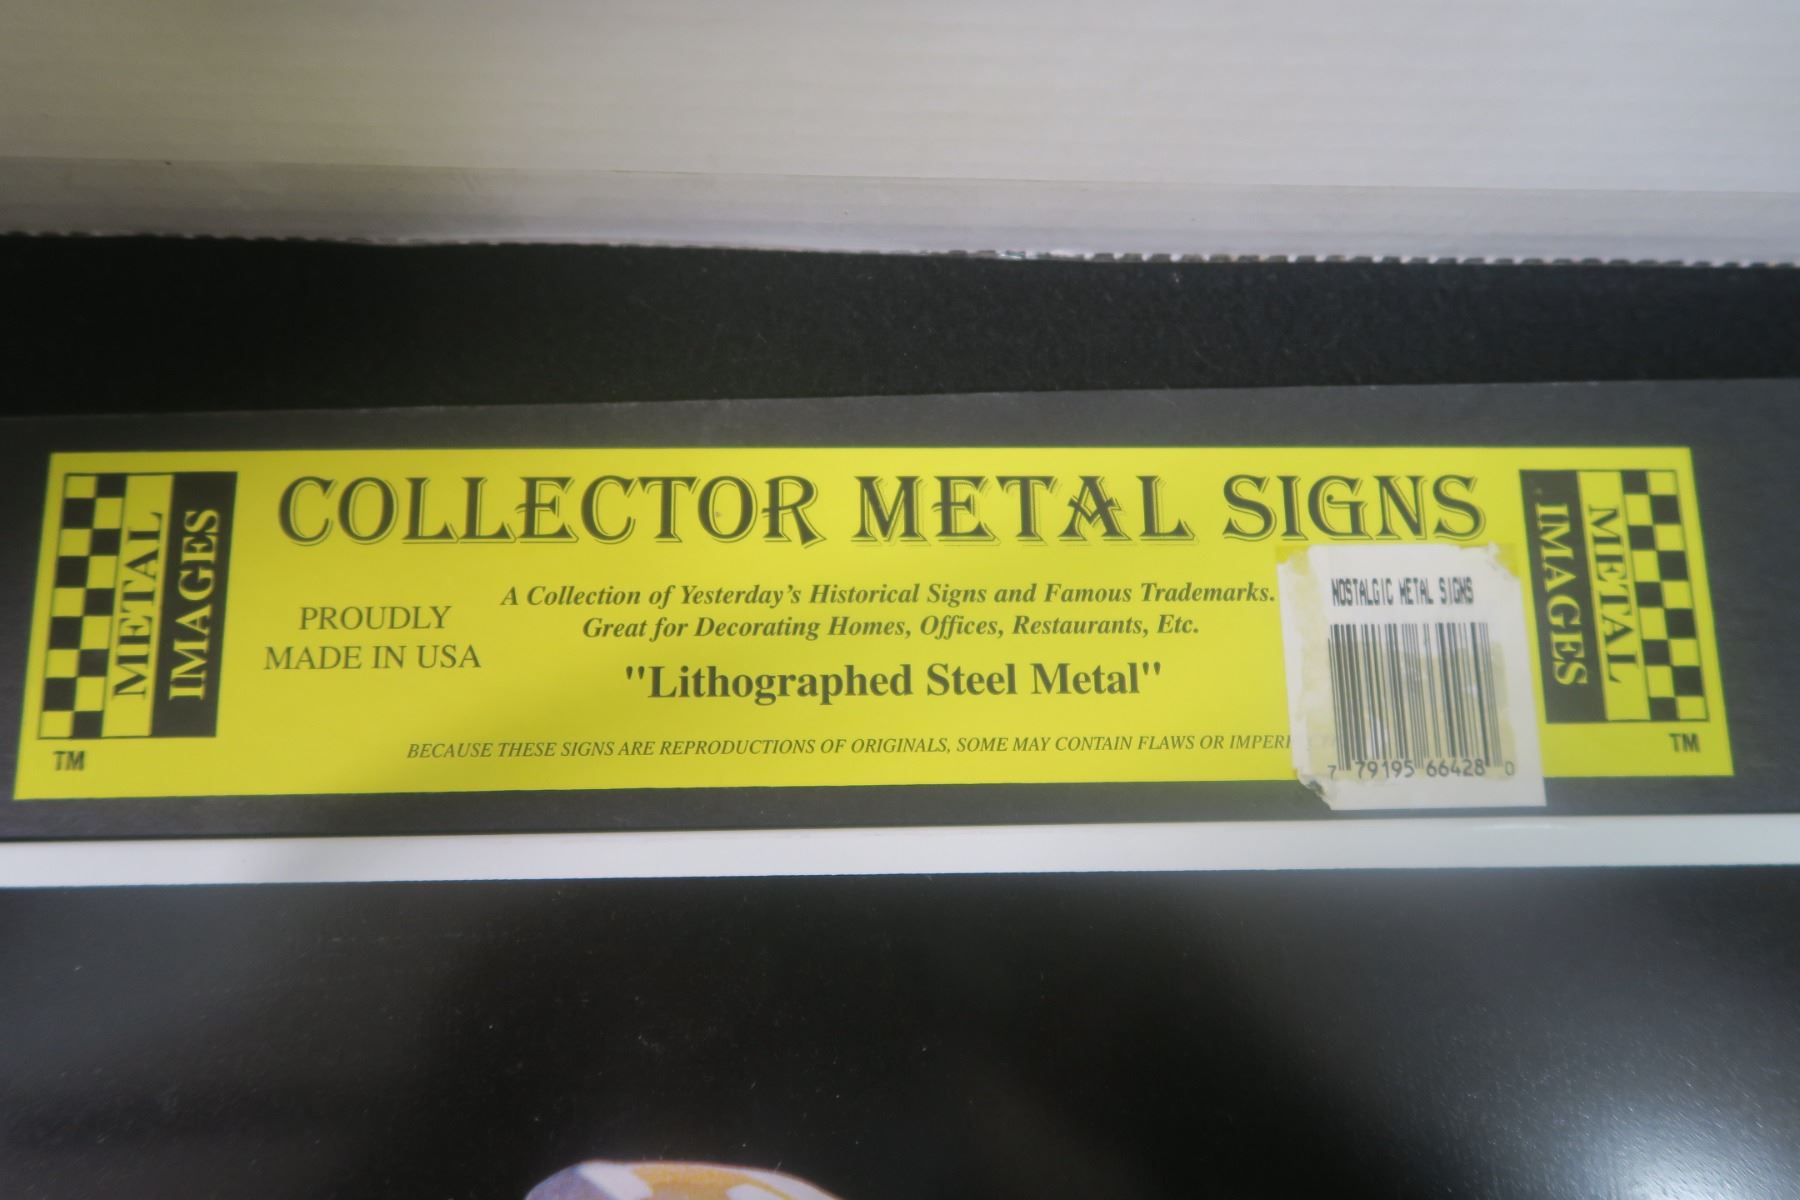 COLLECTOR METAL SIGNS
METAL
IMAGES
TM
PROUDLY
MADE IN USA
A Collection of Yesterday's Historical Signs and Famous Trademarks.
Great for Decorating Homes, Offices, Restaurants, Etc.
"Lithographed Steel Metal"
BECAUSE THESE SIGNS ARE REPRODUCTIONS OF ORIGINALS, SOME MAY CONTAIN FLAWS OR
NOSTALGIC METAL SIGNS
7 79195 66428 0
METAL
IMAGES
TM